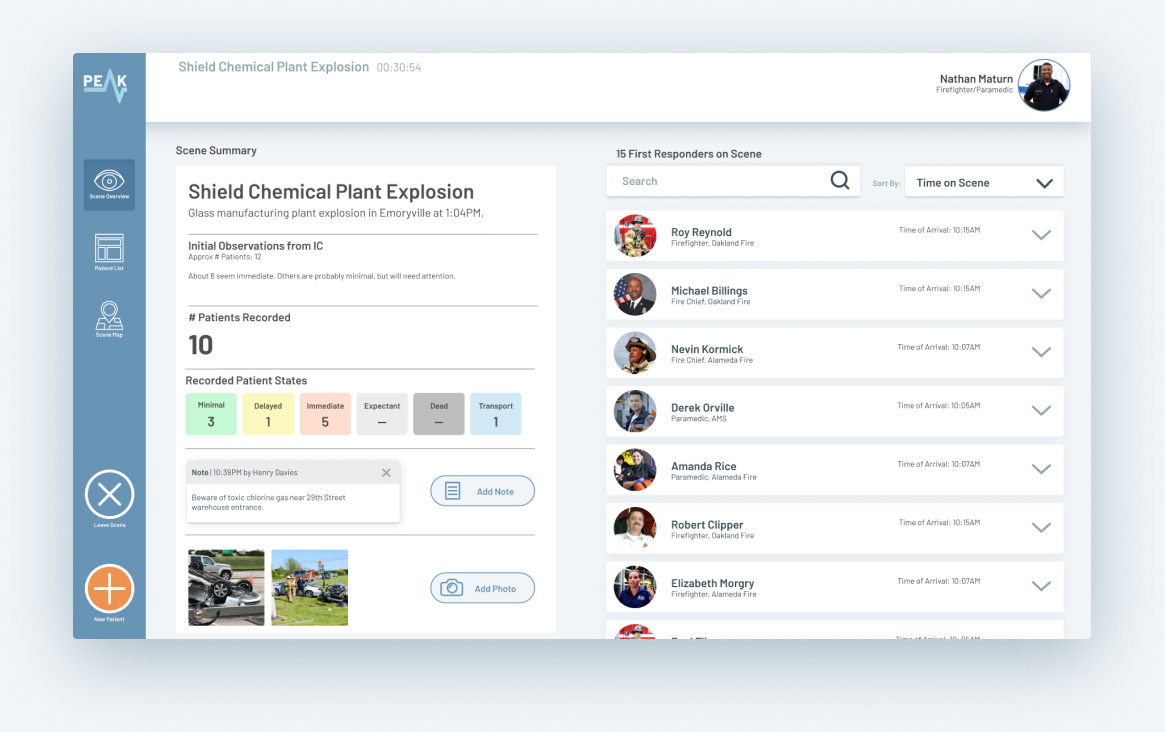 PEAK
Shield Chemical Plant Explosion 00:30:54
Nathan Maturn
Firefighter/Paramedic
Scene Overview
Patient List
Scene Map
Leave Scene
New Patient
Scene Summary
Shield Chemical Plant Explosion
Glass manufacturing plant explosion in Emoryville at 1:04PM.
Initial Observations from IC
Approx # Patients: 12
About 6 seem immediate. Others are probably minimal, but will need attention.
# Patients Recorded
10
Recorded Patient States
Minimal
3
Delayed
1
Immediate
5
Expectant
—
Dead
—
Transport
1
Note | 10:39PM by Henry Davies
Beware of toxic chlorine gas near 29th Street
warehouse entrance.
Add Note
Add Photo
15 First Responders on Scene
Search
Sort By:
Time on Scene
Roy Reynold
Firefighter, Oakland Fire
Time of Arrival: 10:15AM
Michael Billings
Fire Chief, Oakland Fire
Time of Arrival: 10:15AM
Nevin Kormick
Fire Chief, Alameda Fire
Time of Arrival: 10:07AM
Derek Orville
Paramedic, AMS
Time of Arrival: 10:05AM
Amanda Rice
Paramedic, Alameda Fire
Time of Arrival: 10:07AM
Robert Clipper
Firefighter, Oakland Fire
Time of Arrival: 10:15AM
Elizabeth Morgry
Firefighter, Alameda Fire
Time of Arrival: 10:07AM
Time of Arrival: